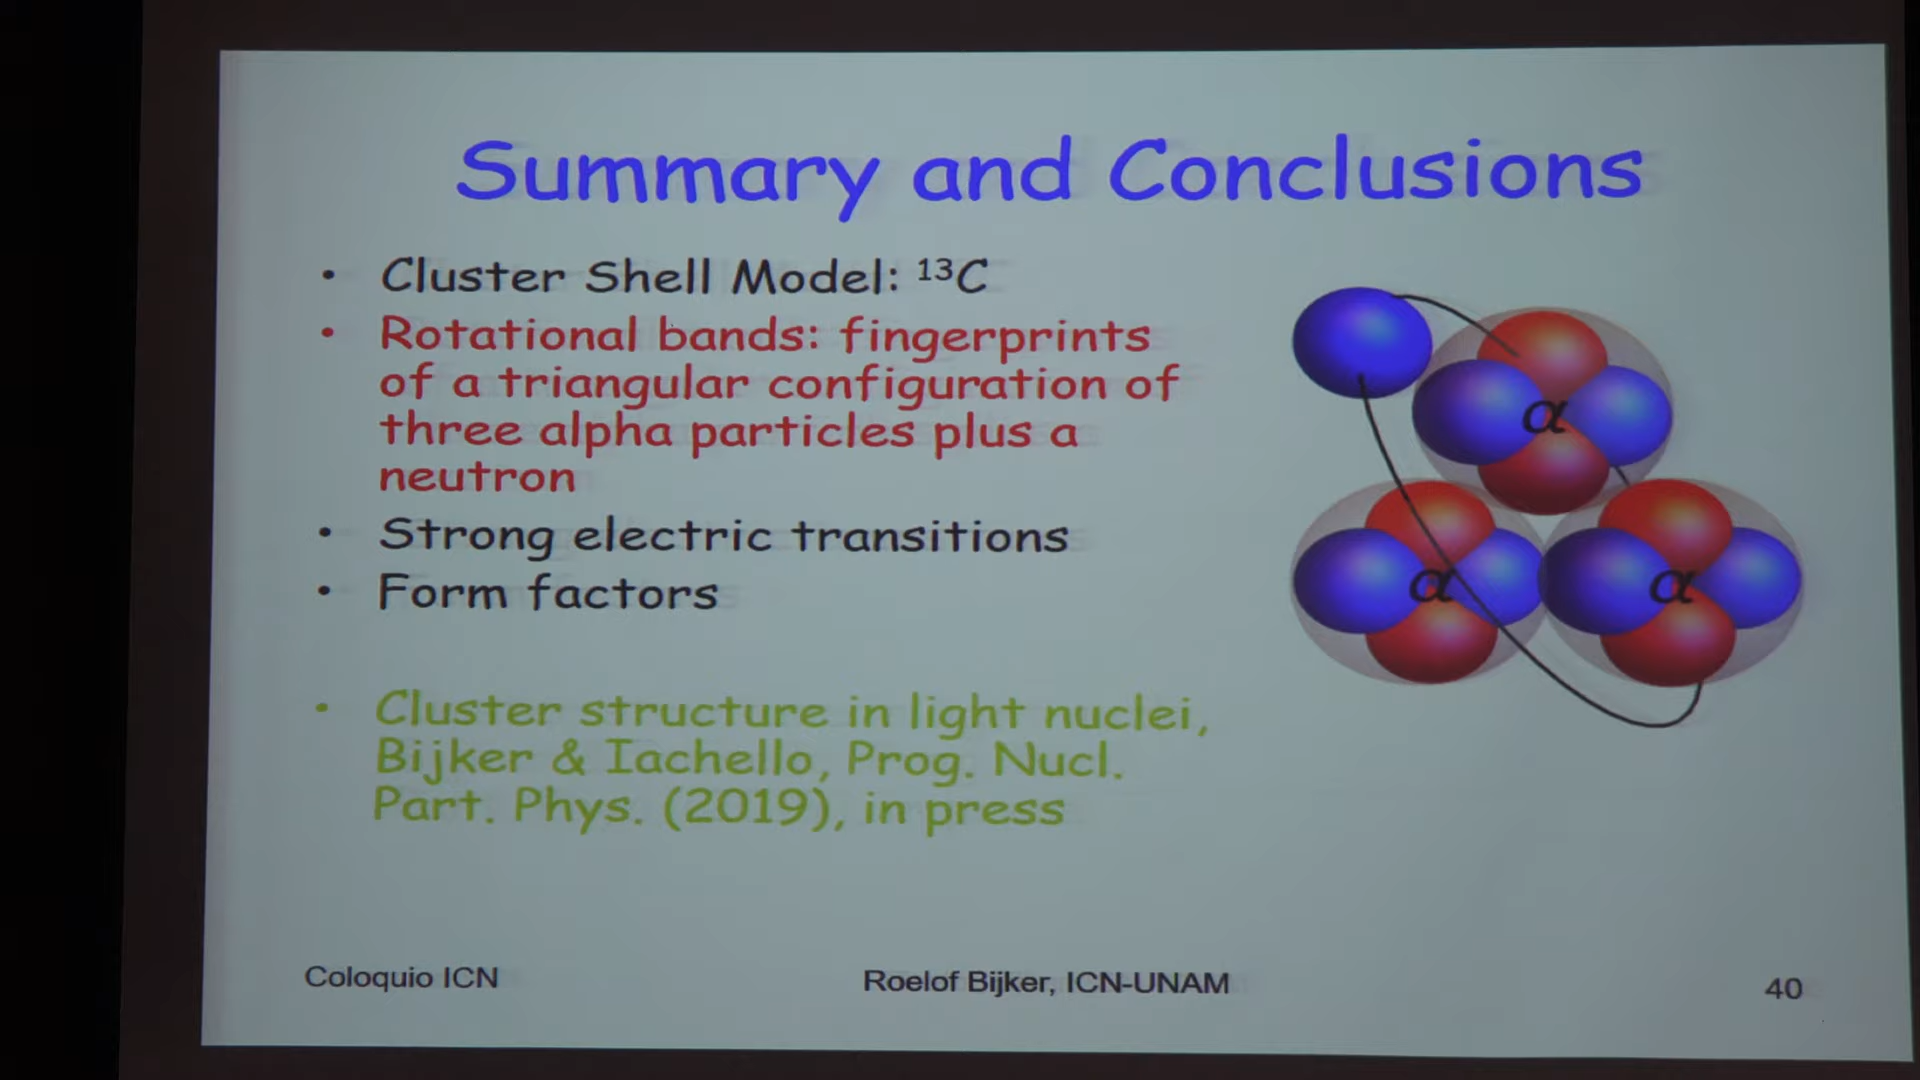 Summary and Conclusions
• Cluster Shell Model: ¹³C
• Rotational bands: fingerprints
of a triangular configuration of
three alpha particles plus a
neutron
• Strong electric transitions
• Form factors
• Cluster structure in light nuclei,
Bijker & Iachello, Prog. Nucl.
Part. Phys. (2019), in press
α
α
α
Coloquio ICN
Roelof Bijker, ICN-UNAM
40